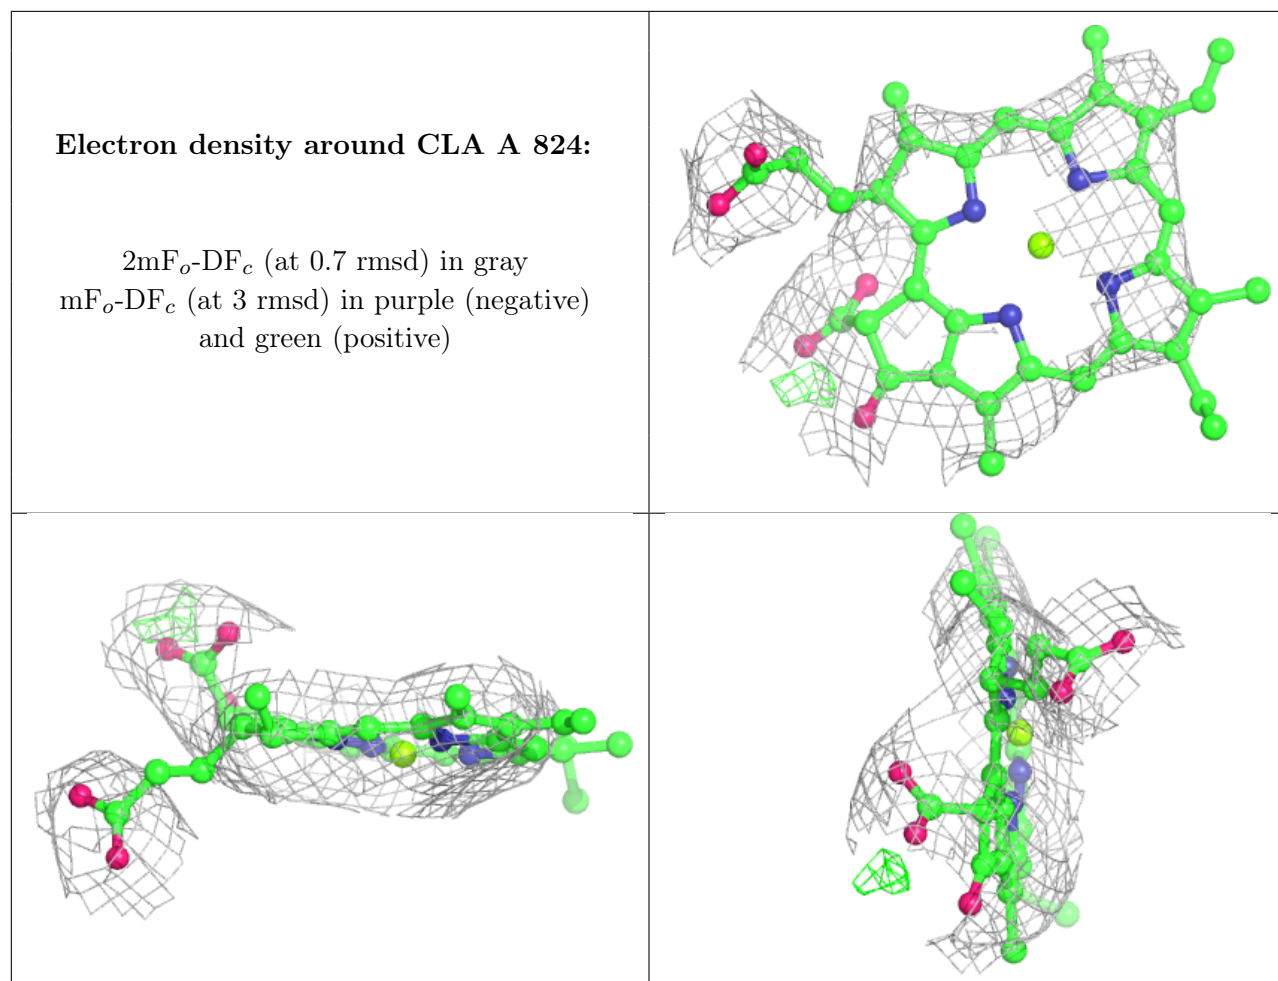 Electron density around CLA A 824:
2mFo-DFc (at 0.7 rmsd) in gray
mFo-DFc (at 3 rmsd) in purple (negative)
and green (positive)